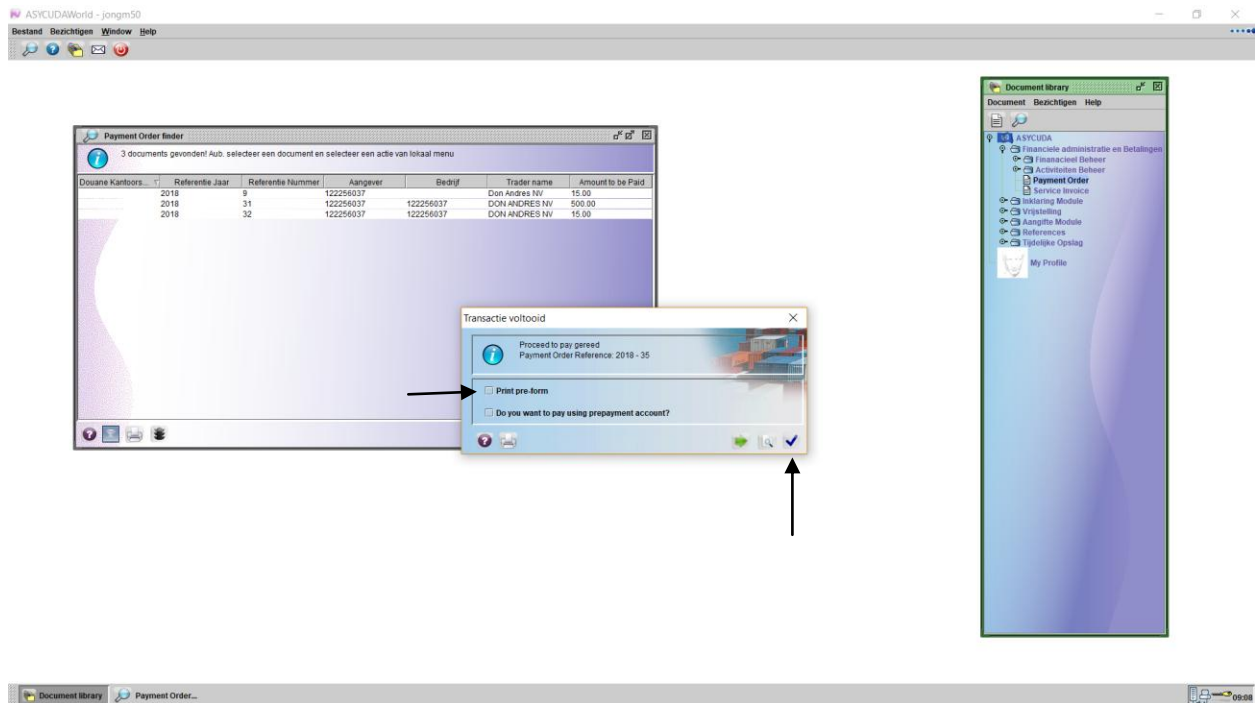 ASYCUDAWorld - jongm50
Bestand Bezichtigen Window Help
Payment Order finder
3 documents gevonden! Aub. selecteer een document en selecteer een actie van lokaal menu
Douane Kantoors... Referentie Jaar Referentie Nummer Aangever Bedrijf Trader name Amount to be Paid
2018 9 122256037 Don Andres NV 15.00
2018 31 122256037 122256037 DON ANDRES NV 500.00
2018 32 122256037 122256037 DON ANDRES NV 15.00
Transactie voltooid
Proceed to pay gereed
Payment Order Reference: 2018 - 35
Print pre-form
Do you want to pay using prepayment account?
Document library
Document Bezichtigen Help
ASYCUDA
Financiele administratie en Betalingen
Finanacieel Beheer
Activiteiten Beheer
Payment Order
Service Invoice
Inklaring Module
Vrijstelling
Aangifte Module
References
Tijdelijke Opslag
My Profile
Document library Payment Order... 09:08